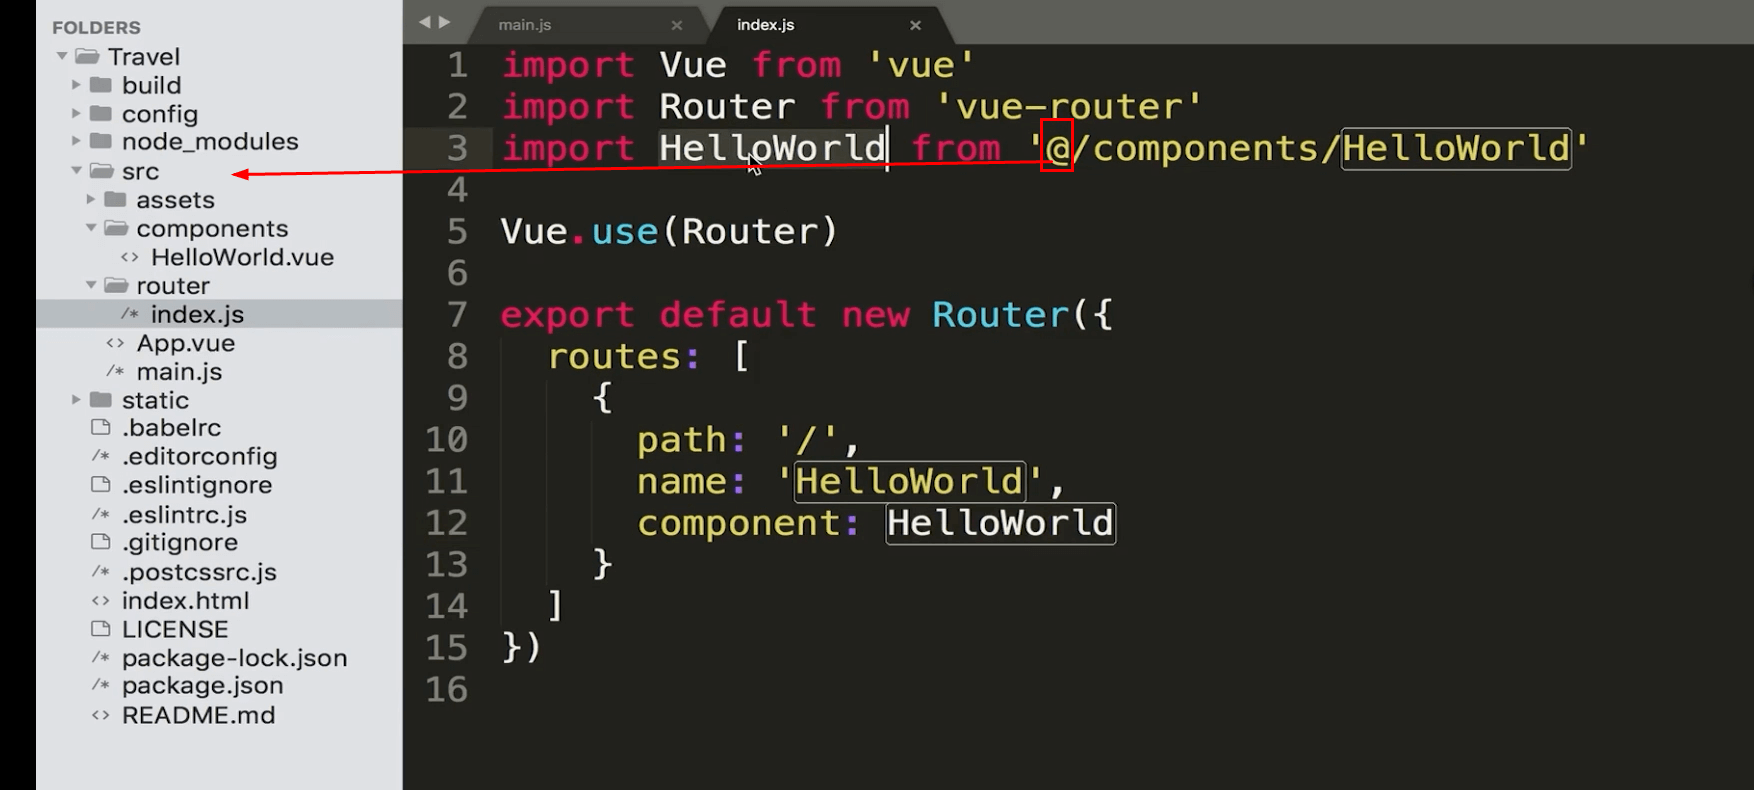 FOLDERS
Travel
build
config
node_modules
src
assets
components
<> HelloWorld.vue
router
/* index.js
<> App.vue
/* main.js
static
.babelrc
/* .editorconfig
.eslintignore
/* .eslintrc.js
.gitignore
/* .postcssrc.js
<> index.html
LICENSE
/* package-lock.json
/* package.json
<> README.md
main.js ×
index.js ×
1 import Vue from 'vue'
2 import Router from 'vue-router'
3 import HelloWorld from '@/components/HelloWorld'
4
5 Vue.use(Router)
6
7 export default new Router({
8 routes: [
9 {
10 path: '/',
11 name: 'HelloWorld',
12 component: HelloWorld
13 }
14 ]
15 })
16